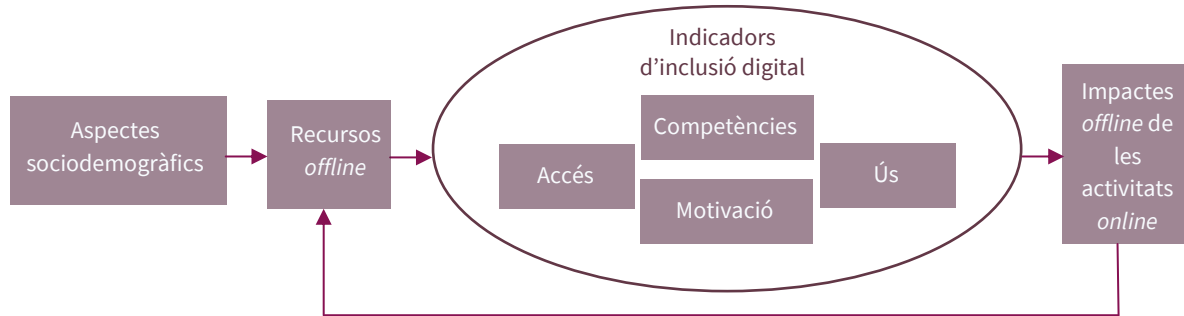 Aspectes
sociodemogràfics
Recursos
offline
Indicadors
d'inclusió digital
Accés
Competències
Motivació
Ús
Impactes
offline de
les
activitats
online